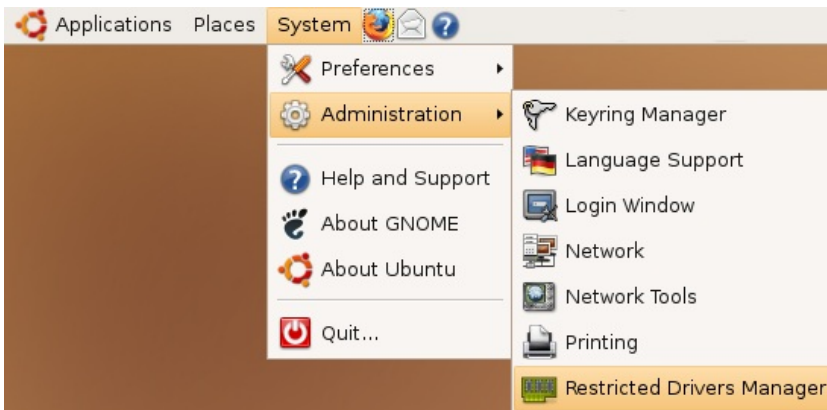 Applications Places System
Preferences
Administration
Help and Support
About GNOME
About Ubuntu
Quit...
Keyring Manager
Language Support
Login Window
Network
Network Tools
Printing
Restricted Drivers Manager